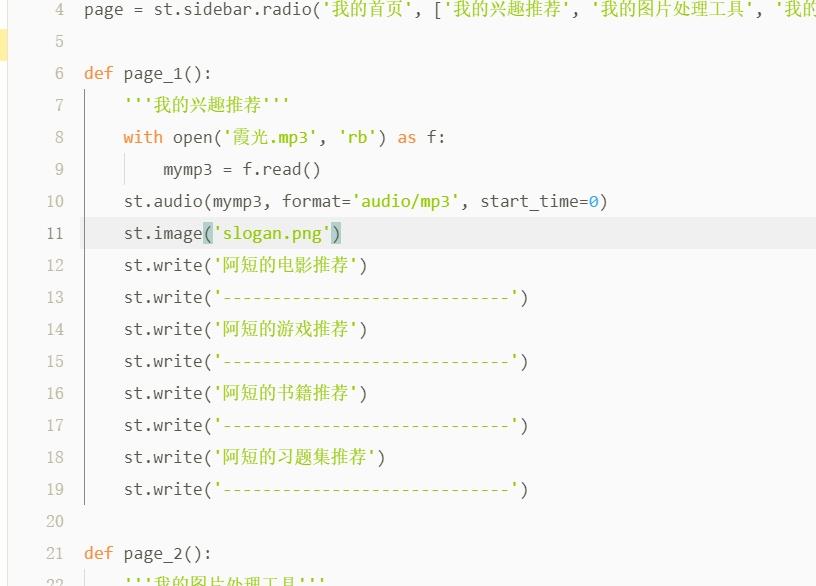 4 page = st.sidebar.radio('我的首页', ['我的兴趣推荐', '我的图片处理工具', '我的
5
6 def page_1():
7 '''我的兴趣推荐'''
8 with open('霞光.mp3', 'rb') as f:
9 mymp3 = f.read()
10 st.audio(mymp3, format='audio/mp3', start_time=0)
11 st.image('slogan.png')
12 st.write('阿短的电影推荐')
13 st.write('-----------------------------')
14 st.write('阿短的游戏推荐')
15 st.write('-----------------------------')
16 st.write('阿短的书籍推荐')
17 st.write('-----------------------------')
18 st.write('阿短的习题集推荐')
19 st.write('-----------------------------')
20
21 def page_2():
22 '''我的图片处理工具'''